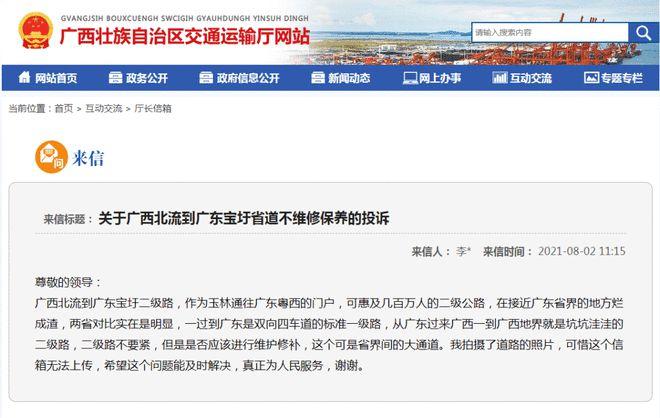 GVANGJSIH BOUXCUENGH SWCIGIH GYAUHDUNGH YINSUH DINGH
广西壮族自治区交通运输厅网站
请输入搜索内容
网站首页 政务公开 政府信息公开 新闻动态 网上办事 互动交流 专题专栏
当前位置：首页 > 互动交流 > 厅长信箱
问 来信
来信标题： 关于广西北流到广东宝圩省道不维修保养的投诉
来信人： 李* 来信时间： 2021-08-02 11:15
尊敬的领导：
广西北流到广东宝圩二级路，作为玉林通往广东粤西的门户，可惠及几百万人的二级公路，在接近广东省界的地方烂
成渣，两省对比实在是明显，一过到广东是双向四车道的标准一级路，从广东过来广西一到广西地界就是坑坑洼洼的
二级路，二级路不要紧，但是是否应该进行维护修补，这个可是省界间的大通道。我拍摄了道路的照片，可惜这个信
箱无法上传，希望这个问题能及时解决，真正为人民服务，谢谢。